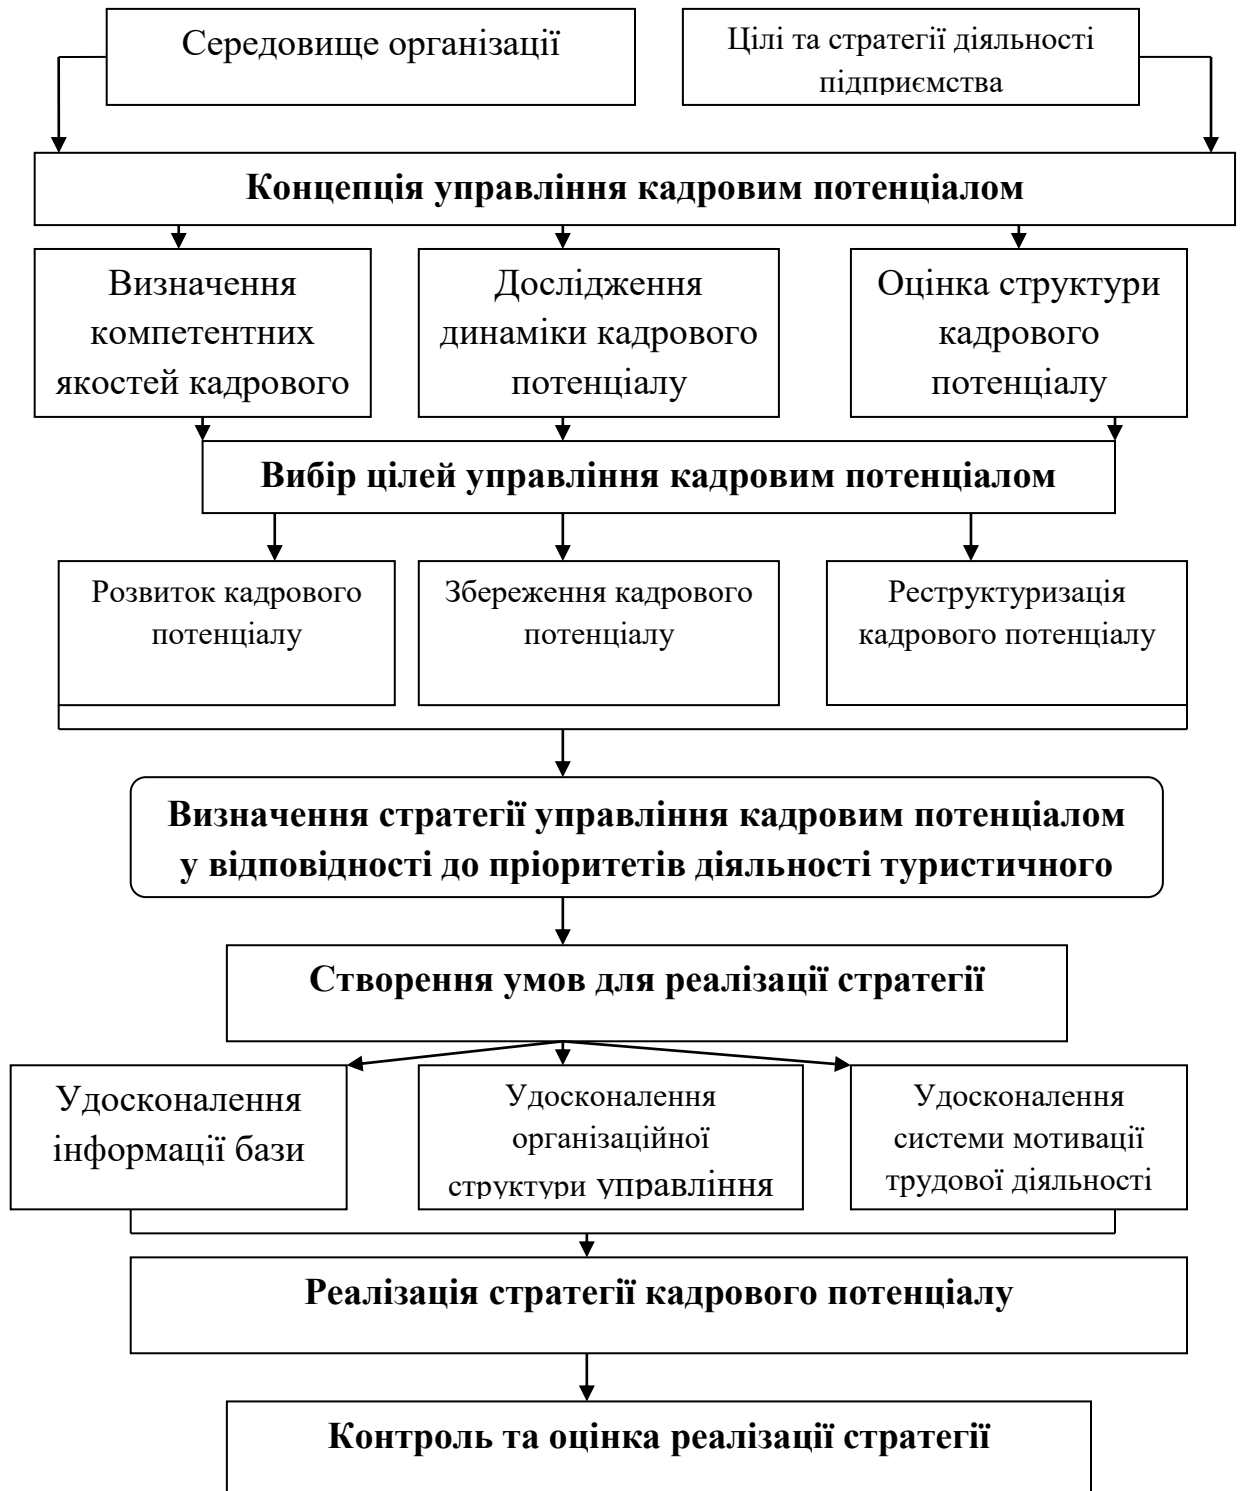 Середовище організації
Цілі та стратегії діяльності
підприємства
Концепція управління кадровим потенціалом
Визначення
компетентних
якостей кадрового
Дослідження
динаміки кадрового
потенціалу
Оцінка структури
кадрового
потенціалу
Вибір цілей управління кадровим потенціалом
Розвиток кадрового
потенціалу
Збереження кадрового
потенціалу
Реструктуризація
кадрового потенціалу
Визначення стратегії управління кадровим потенціалом
у відповідності до пріоритетів діяльності туристичного
Створення умов для реалізації стратегії
Удосконалення
інформації бази
Удосконалення
організаційної
структури управління
Удосконалення
системи мотивації
трудової діяльності
Реалізація стратегії кадрового потенціалу
Контроль та оцінка реалізації стратегії